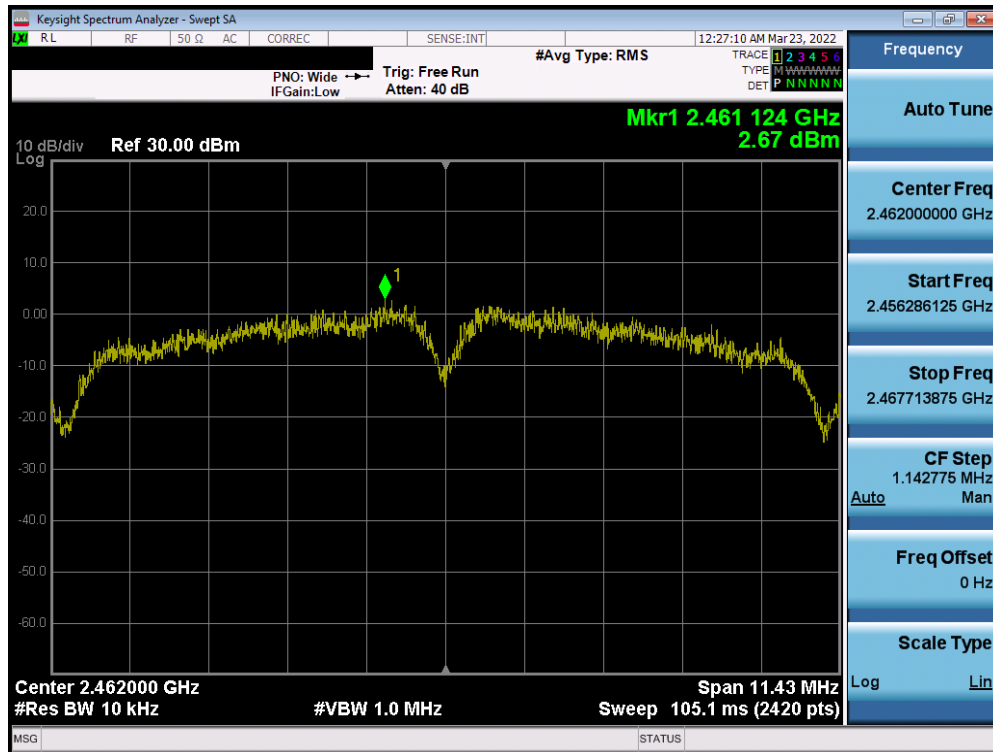 Keysight Spectrum Analyzer - Swept SA
LXI RL RF 50 Ω AC CORREC SENSE:INT 12:27:10 AM Mar 23, 2022
Frequency
#Avg Type: RMS
TRACE 1 2 3 4 5 6
PNO: Wide Trig: Free Run
TYPE M WWWWW
IFGain:Low Atten: 40 dB
DET P N N N N N
Auto Tune
Mkr1 2.461 124 GHz
2.67 dBm
10 dB/div Ref 30.00 dBm
Log
20.0
10.0
0.00
-10.0
-20.0
-30.0
-40.0
-50.0
-60.0
1
Center Freq
2.462000000 GHz
Start Freq
2.456286125 GHz
Stop Freq
2.467713875 GHz
CF Step
1.142775 MHz
Auto Man
Freq Offset
0 Hz
Scale Type
Log Lin
Center 2.462000 GHz Span 11.43 MHz
#Res BW 10 kHz #VBW 1.0 MHz Sweep 105.1 ms (2420 pts)
MSG STATUS